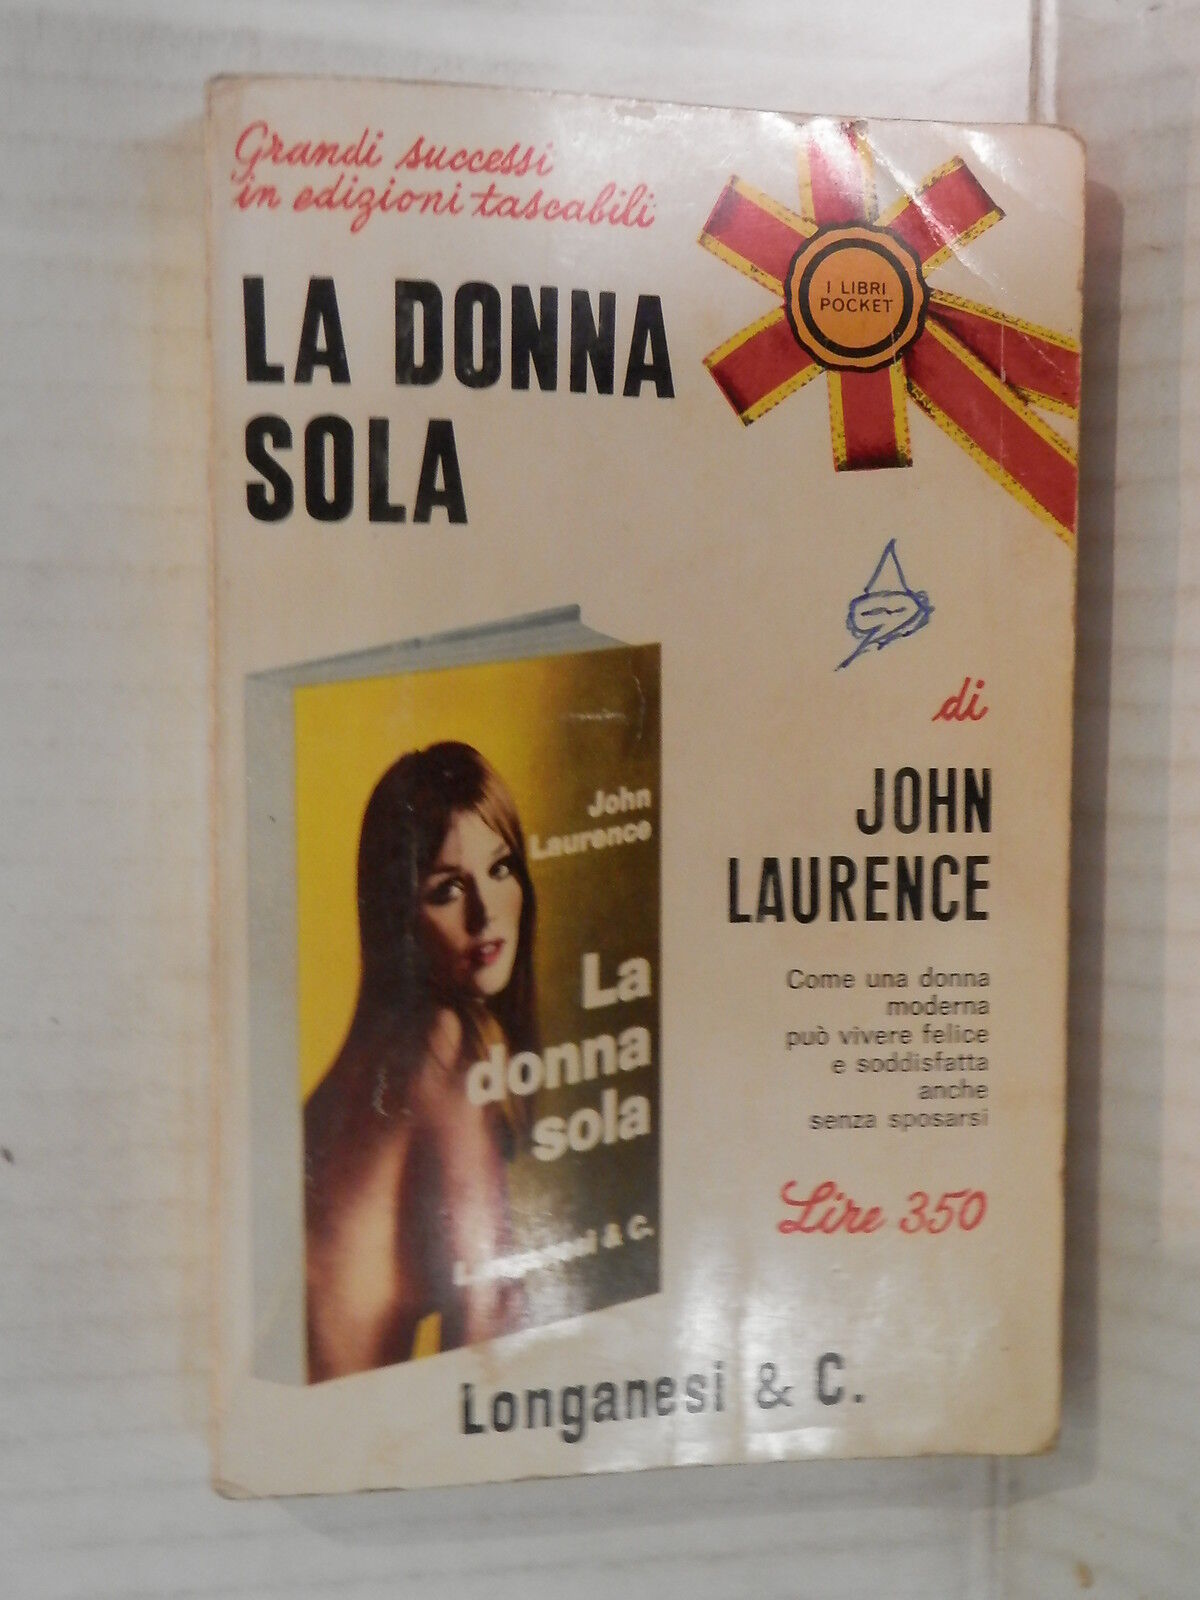 Grandi successi
in edizioni tascabili
I LIBRI
POCKET
LA DONNA
SOLA
di
JOHN
LAURENCE
Come una donna
moderna
può vivere felice
e soddisfatta
anche
senza sposarsi
Lire 350
John
Laurence
La
donna
sola
& C.
Longanesi & C.